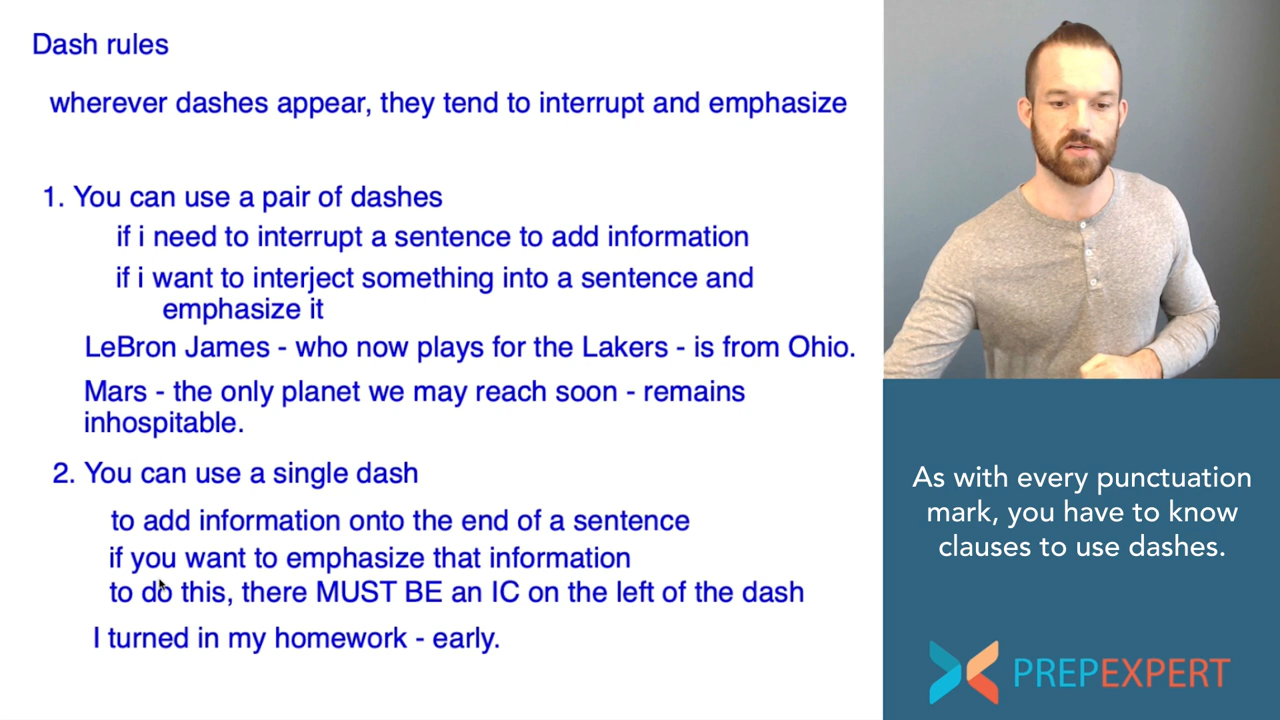 Dash rules
wherever dashes appear, they tend to interrupt and emphasize
1. You can use a pair of dashes
if i need to interrupt a sentence to add information
if i want to interject something into a sentence and
emphasize it
LeBron James - who now plays for the Lakers - is from Ohio.
Mars - the only planet we may reach soon - remains
inhospitable.
2. You can use a single dash
to add information onto the end of a sentence
if you want to emphasize that information
to do this, there MUST BE an IC on the left of the dash
I turned in my homework - early.
As with every punctuation
mark, you have to know
clauses to use dashes.
PREPEXPERT